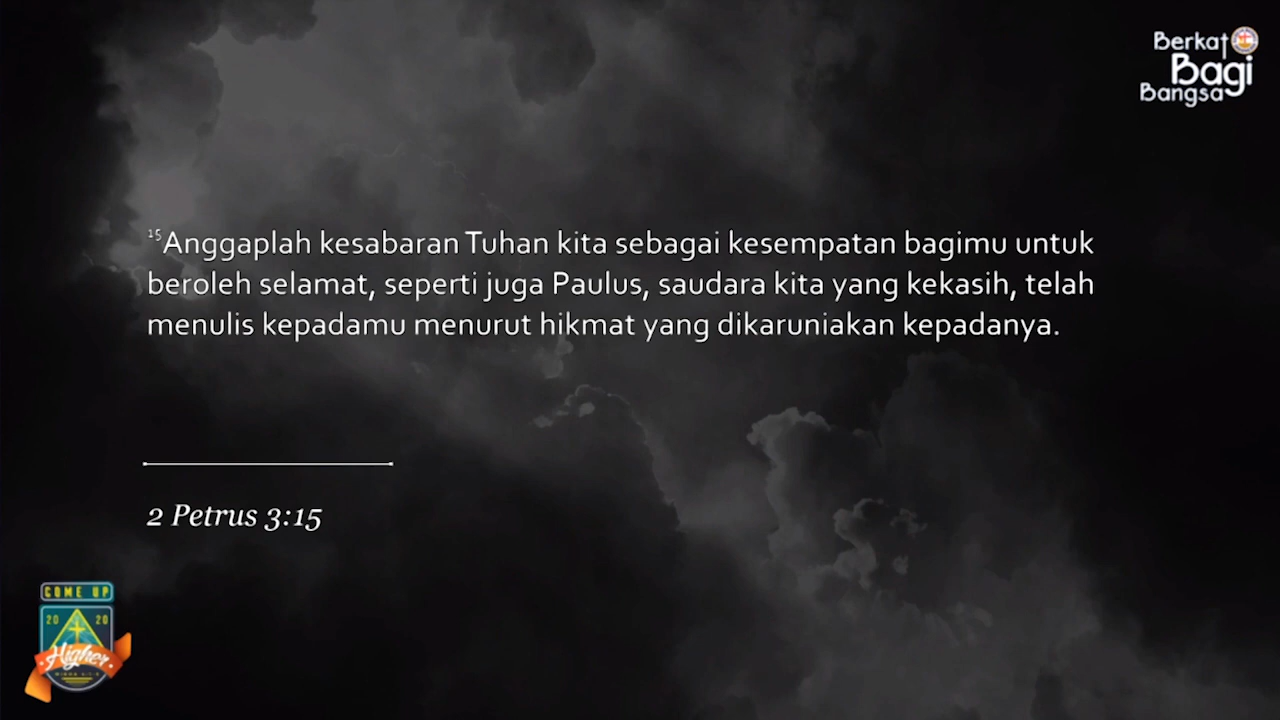 Berkat
Bagi
Bangsa
15Anggaplah kesabaran Tuhan kita sebagai kesempatan bagimu untuk
beroleh selamat, seperti juga Paulus, saudara kita yang kekasih, telah
menulis kepadamu menurut hikmat yang dikaruniakan kepadanya.
2 Petrus 3:15
COME UP
20 20
Higher